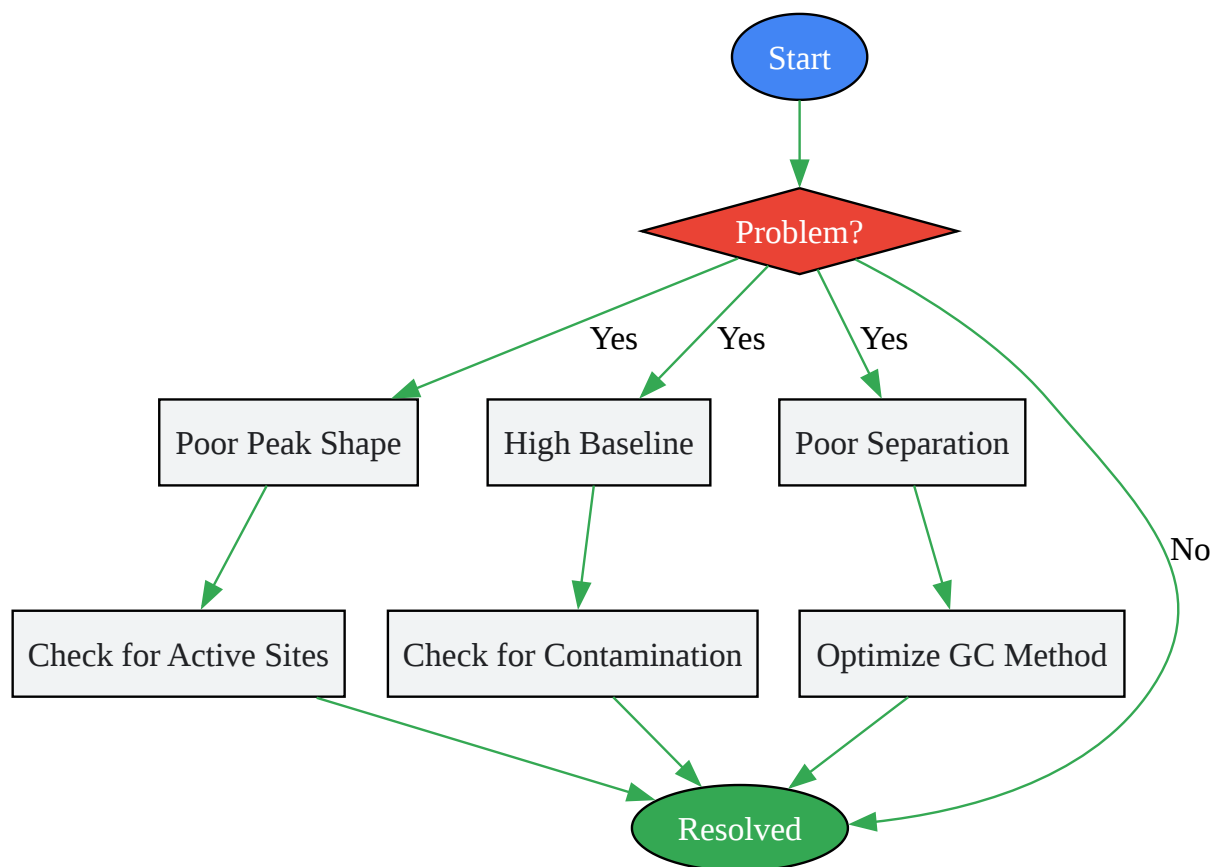 Start
Problem?
Yes
Yes
Yes
Poor Peak Shape
High Baseline
Poor Separation
No
Check for Active Sites
Check for Contamination
Optimize GC Method
Resolved